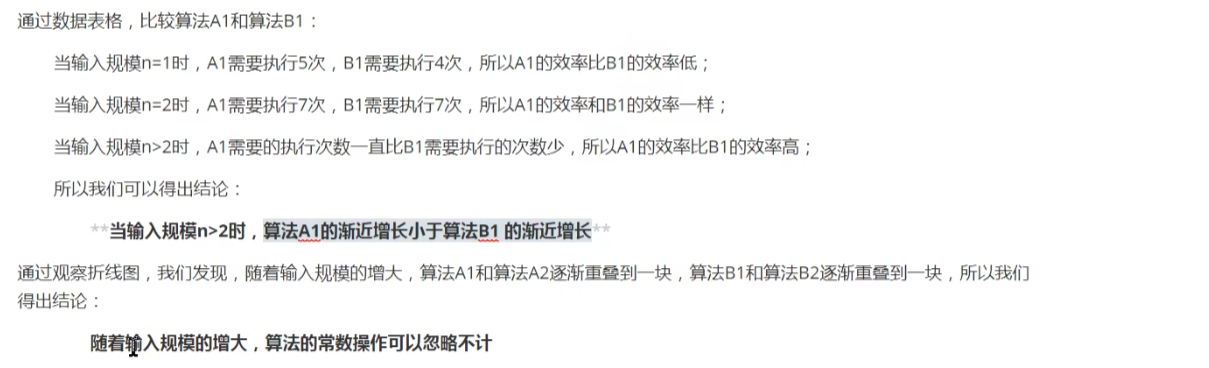 通过数据表格，比较算法A1和算法B1：
当输入规模n=1时，A1需要执行5次，B1需要执行4次，所以A1的效率比B1的效率低；
当输入规模n=2时，A1需要执行7次，B1需要执行7次，所以A1的效率和B1的效率一样；
当输入规模n>2时，A1需要的执行次数一直比B1需要执行的次数少，所以A1的效率比B1的效率高；
所以我们可以得出结论：
**当输入规模n>2时，算法A1的渐近增长小于算法B1 的渐近增长**
通过观察折线图，我们发现，随着输入规模的增大，算法A1和算法A2逐渐重叠到一块，算法B1和算法B2逐渐重叠到一块，所以我们
得出结论：
随着输入规模的增大，算法的常数操作可以忽略不计